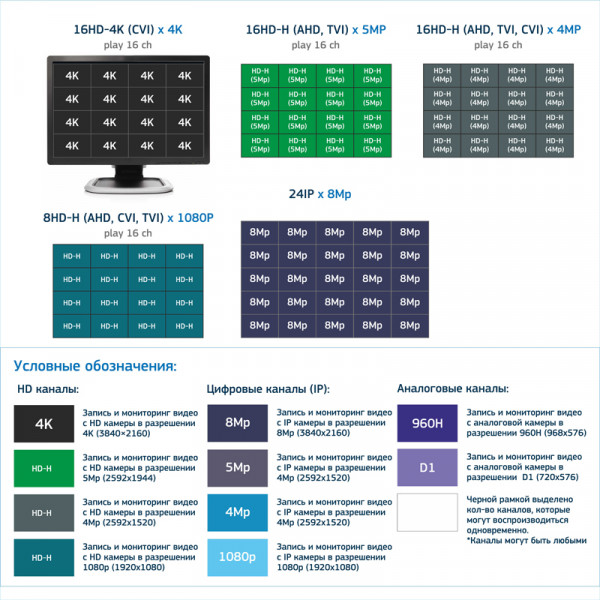 16HD-4K (CVI) x 4K
play 16 ch
4K 4K 4K 4K
4K 4K 4K 4K
4K 4K 4K 4K
4K 4K 4K 4K
16HD-H (AHD, TVI) x 5MP
play 16 ch
HD-H HD-H HD-H HD-H
(5Mp) (5Mp) (5Mp) (5Mp)
HD-H HD-H HD-H HD-H
(5Mp) (5Mp) (5Mp) (5Mp)
HD-H HD-H HD-H HD-H
(5Mp) (5Mp) (5Mp) (5Mp)
HD-H HD-H HD-H HD-H
(5Mp) (5Mp) (5Mp) (5Mp)
16HD-H (AHD, TVI, CVI) x 4MP
play 16 ch
HD-H HD-H HD-H HD-H
(4Mp) (4Mp) (4Mp) (4Mp)
HD-H HD-H HD-H HD-H
(4Mp) (4Mp) (4Mp) (4Mp)
HD-H HD-H HD-H HD-H
(4Mp) (4Mp) (4Mp) (4Mp)
HD-H HD-H HD-H HD-H
(4Mp) (4Mp) (4Mp) (4Mp)
8HD-H (AHD, CVI, TVI) x 1080P
play 16 ch
HD-H HD-H HD-H HD-H
HD-H HD-H HD-H HD-H
HD-H HD-H HD-H HD-H
HD-H HD-H HD-H HD-H
24IP x 8Mp
8Mp 8Mp 8Mp 8Mp 8Mp
8Mp 8Mp 8Mp 8Mp 8Mp
8Mp 8Mp 8Mp 8Mp 8Mp
8Mp 8Mp 8Mp 8Mp 8Mp
8Mp 8Mp 8Mp 8Mp 8Mp
Условные обозначения:
HD каналы:
4K
Запись и мониторинг видео
с HD камеры в разрешении
4K (3840×2160)
HD-H
Запись и мониторинг видео
с HD камеры в разрешении
5Mp (2592x1944)
HD-H
Запись и мониторинг видео
с HD камеры в разрешении
4Mp (2592x1520)
HD-H
Запись и мониторинг видео
с HD камеры в разрешении
1080p (1920x1080)
Цифровые каналы (IP):
8Mp
Запись и мониторинг видео
с IP камеры в разрешении
8Mp (3840x2160)
5Mp
Запись и мониторинг видео
с IP камеры в разрешении
4Mp (2592x1520)
4Mp
Запись и мониторинг видео
с IP камеры в разрешении
4Mp (2592x1520)
1080p
Запись и мониторинг видео
с IP камеры в разрешении
1080p (1920x1080)
Аналоговые каналы:
960H
Запись и мониторинг видео
с аналоговой камеры в
разрешении 960H (968x576)
D1
Запись и мониторинг видео
с аналоговой камеры в
разрешении D1 (720x576)
Черной рамкой выделено
кол-во каналов, которые
могут воспроизводиться
одновременно.
*Каналы могут быть любыми